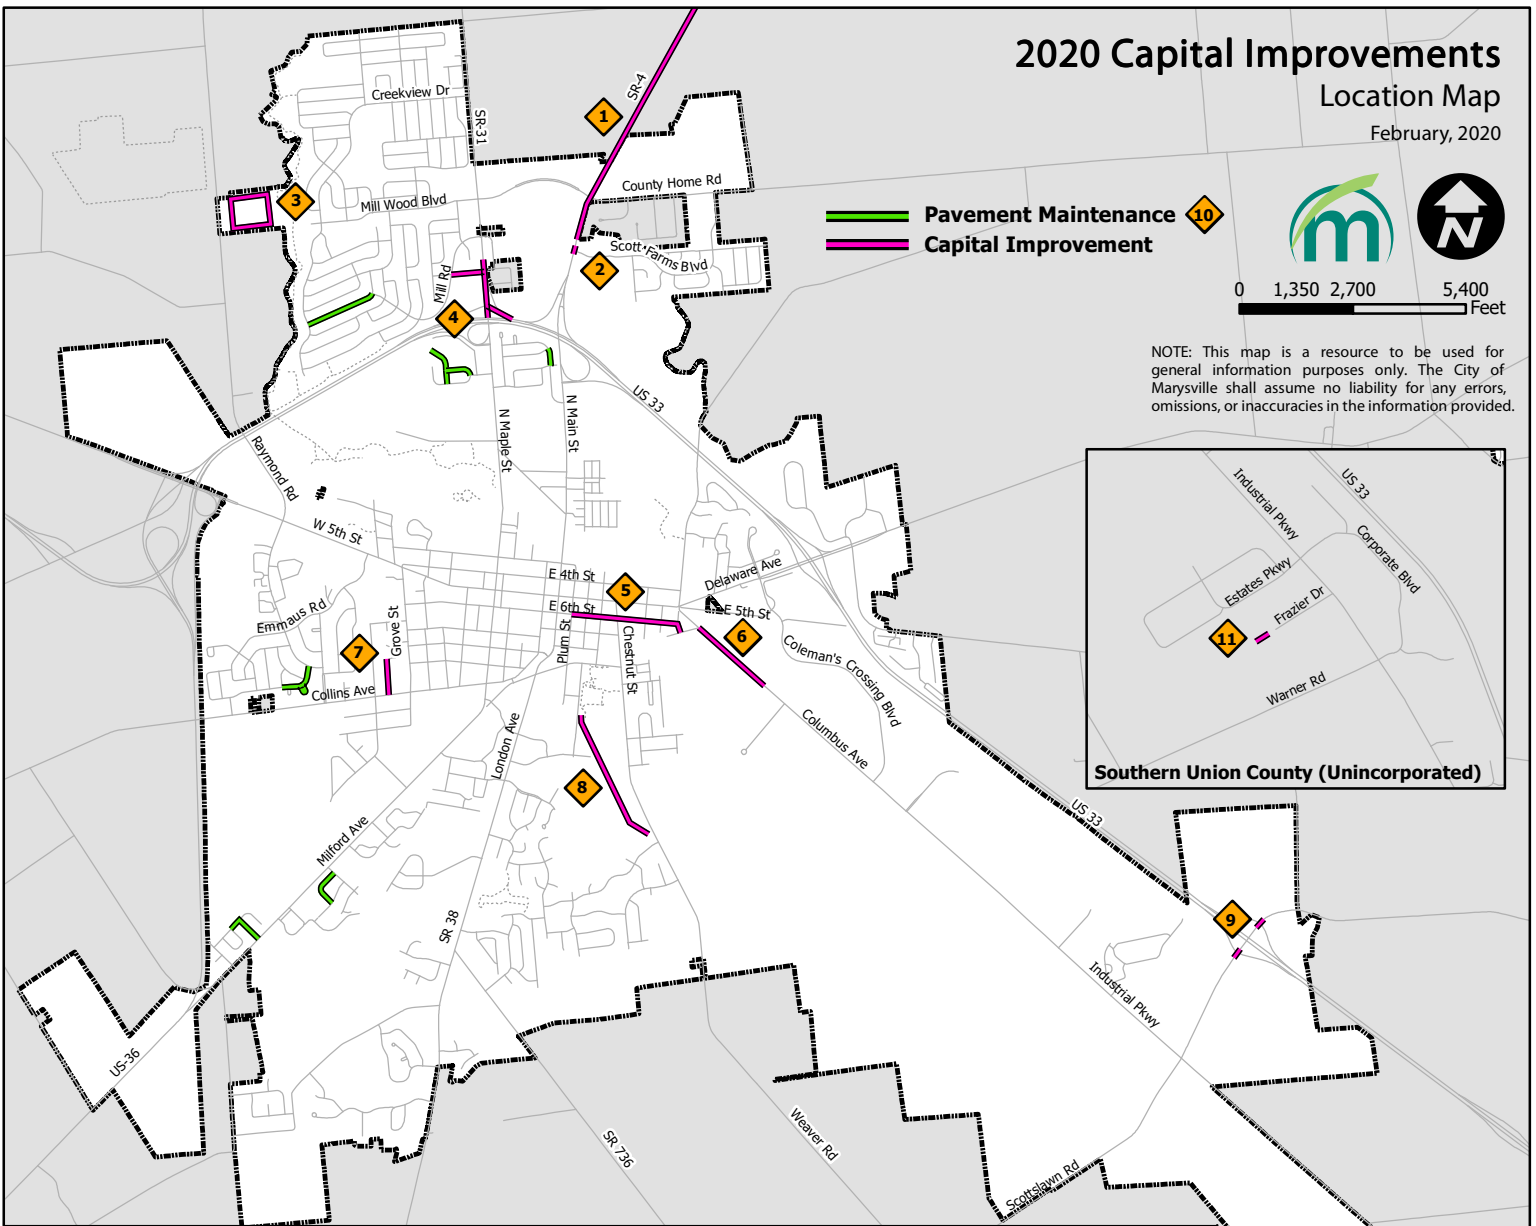 2020 Capital Improvements
Location Map
February, 2020
Pavement Maintenance 10
Capital Improvement
m
N
0 1,350 2,700 5,400
Feet
NOTE: This map is a resource to be used for
general information purposes only. The City of
Marysville shall assume no liability for any errors,
omissions, or inaccuracies in the information provided.
Creekview Dr
SR-31
SR-4
1
County Home Rd
3
Mill Wood Blvd
Scott Farms Blvd
2
Mill Rd
4
US 33
N Maple St
N Main St
Raymond Rd
W 5th St
E 4th St
Delaware Ave
5
E 6th St
E 5th St
Emmaus Rd
Grove St
Plum St
Chestnut St
6
7
Coleman's Crossing Blvd
Collins Ave
London Ave
Columbus Ave
8
US 33
Milford Ave
SR 38
9
Industrial Pkwy
US-36
SR 736
Weaver Rd
Scottslawn Rd
Industrial Pkwy
US 33
Corporate Blvd
Estates Pkwy
Frazier Dr
11
Warner Rd
Southern Union County (Unincorporated)